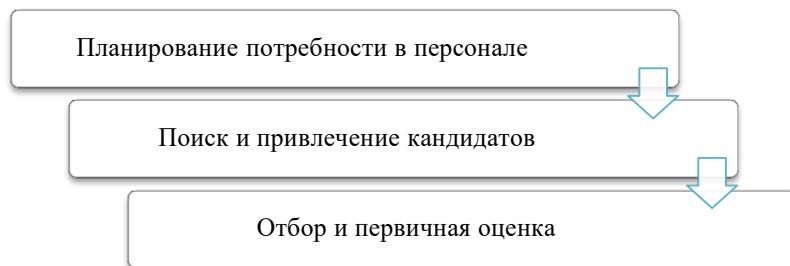 Планирование потребности в персонале
Поиск и привлечение кандидатов
Отбор и первичная оценка